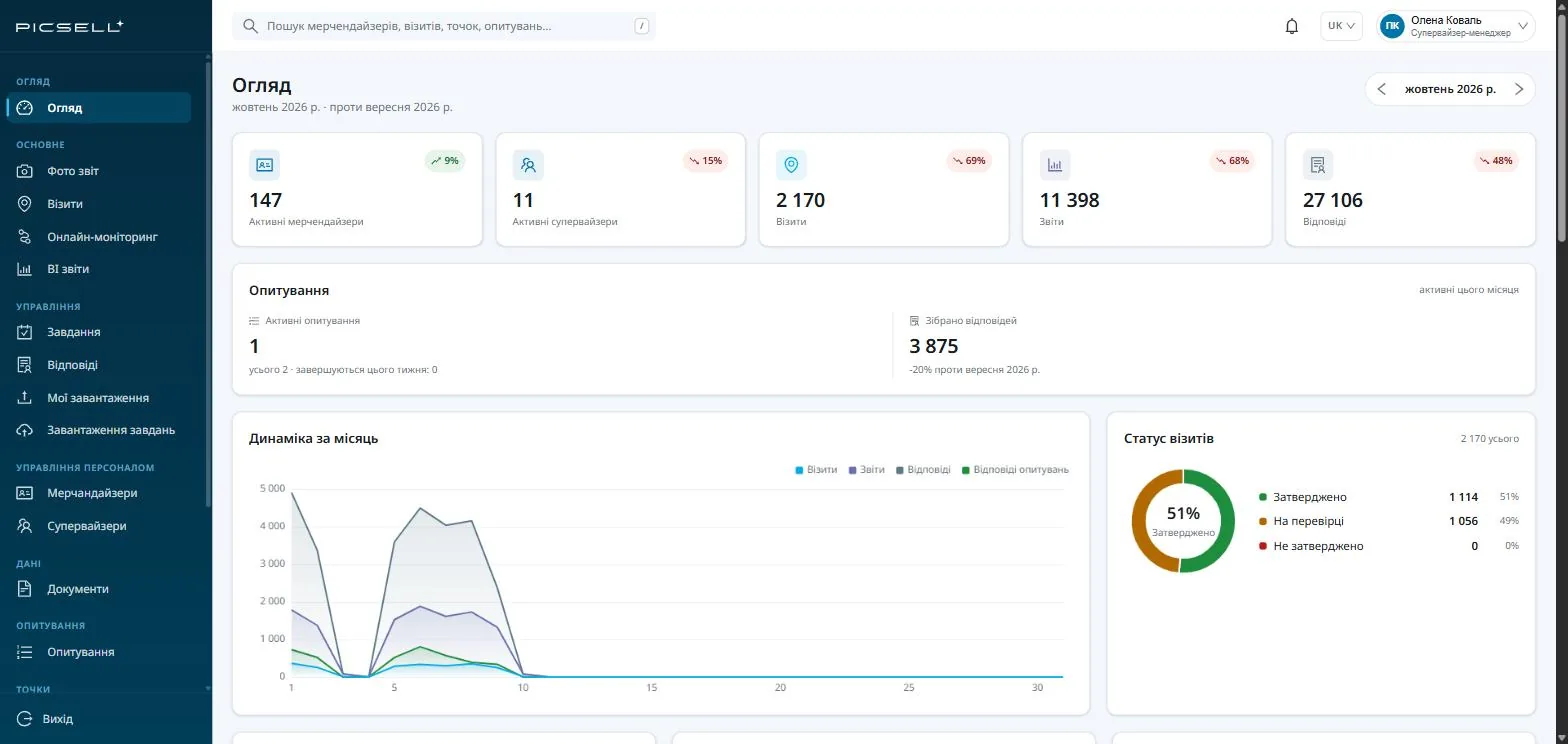 PICSELL
Пошук мерчендайзерів, візитів, точок, опитувань...
/
UK
ПК
Олена Коваль
Супервайзер-менеджер
ОГЛЯД
Огляд
ОСНОВНЕ
Фото звіт
Візити
Онлайн-моніторинг
BI звіти
УПРАВЛІННЯ
Завдання
Відповіді
Мої завантаження
Завантаження завдань
УПРАВЛІННЯ ПЕРСОНАЛОМ
Мерчандайзери
Супервайзери
ДАНІ
Документи
ОПИТУВАННЯ
Опитування
ТОЧКИ
Вихід
Огляд
жовтень 2026 р. · проти вересня 2026 р.
жовтень 2026 р.
9%
147
Активні мерчендайзери
15%
11
Активні супервайзери
69%
2 170
Візити
68%
11 398
Звіти
48%
27 106
Відповіді
Опитування
активні цього місяця
Активні опитування
1
усього 2 · завершуються цього тижня: 0
Зібрано відповідей
3 875
-20% проти вересня 2026 р.
Динаміка за місяць
Візити Звіти Відповіді Відповіді опитувань
5 000
4 000
3 000
2 000
1 000
0
1 5 10 15 20 25 30
Статус візитів
2 170 усього
51%
Затверджено
Затверджено 1 114 51%
На перевірці 1 056 49%
Не затверджено 0 0%